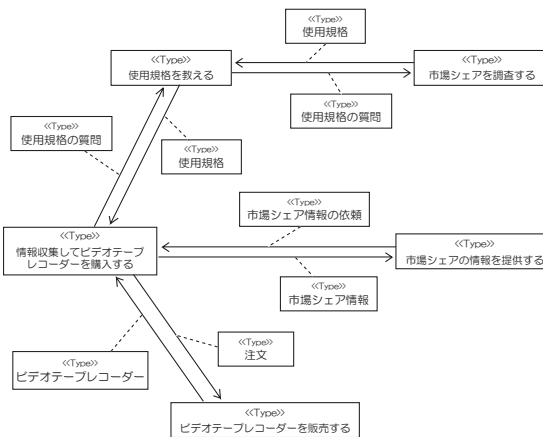 《Type》
使用規格
《Type》
使用規格を教える
《Type》
市場シェアを調査する
《Type》
使用規格の質問
《Type》
使用規格の質問
《Type》
使用規格
《Type》
市場シェア情報の依頼
《Type》
情報収集してビデオテープ
レコーダーを購入する
《Type》
市場シェアの情報を提供する
《Type》
市場シェア情報
《Type》
注文
《Type》
ビデオテープレコーダー
《Type》
ビデオテープレコーダーを販売する